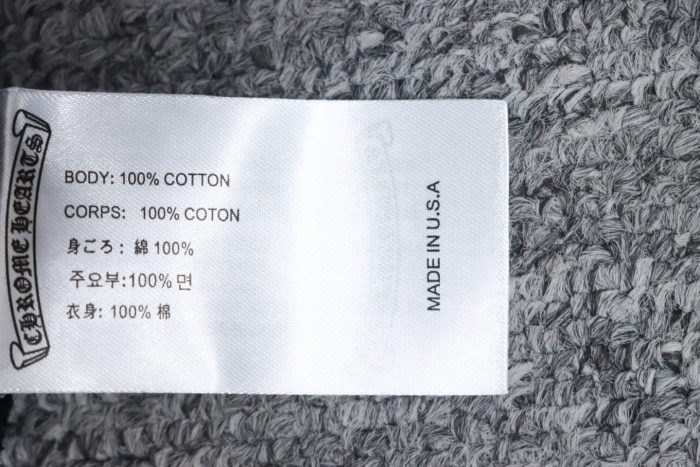 CHROME HEARTS
BODY: 100% COTTON
CORPS: 100% COTON
身ごろ: 綿 100%
주요부:100% 면
衣身: 100% 棉
MADE IN U.S.A